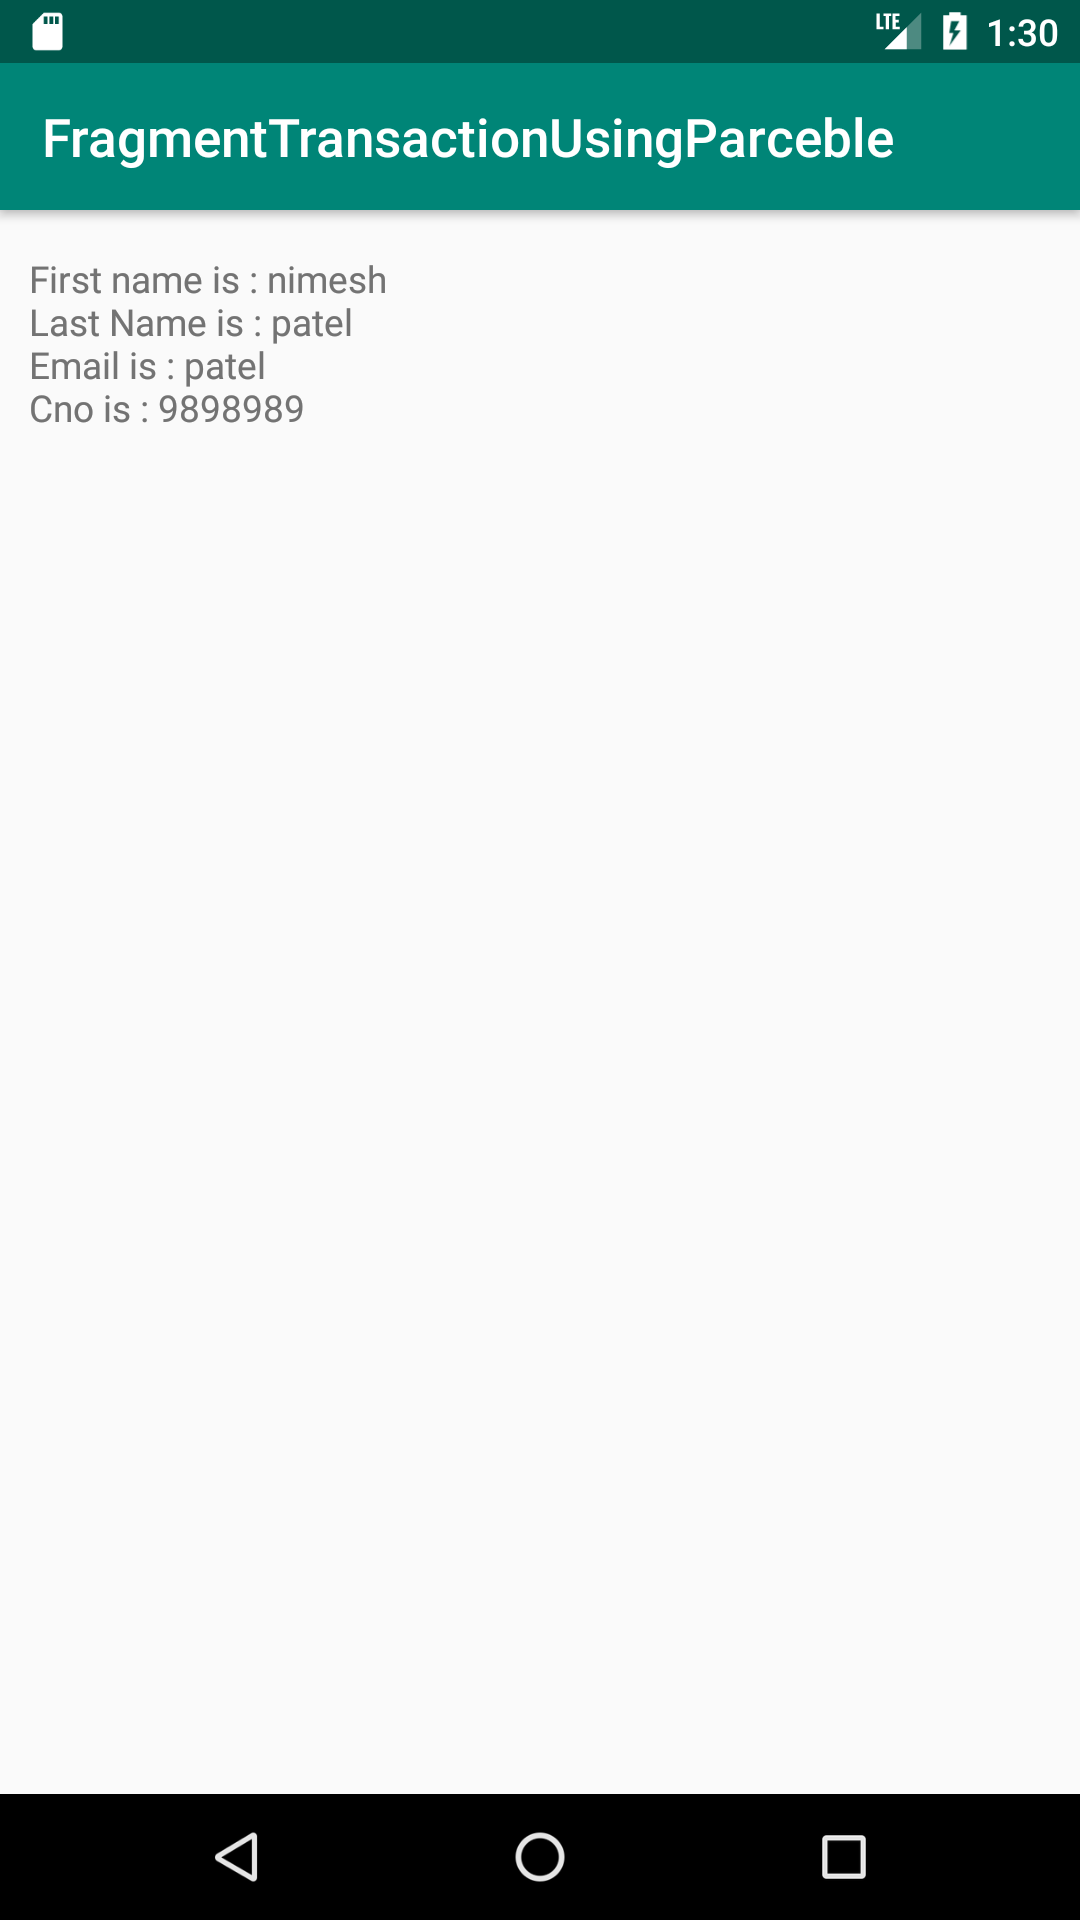 LTE 1:30
FragmentTransactionUsingParceble
First name is : nimesh
Last Name is : patel
Email is : patel
Cno is : 9898989